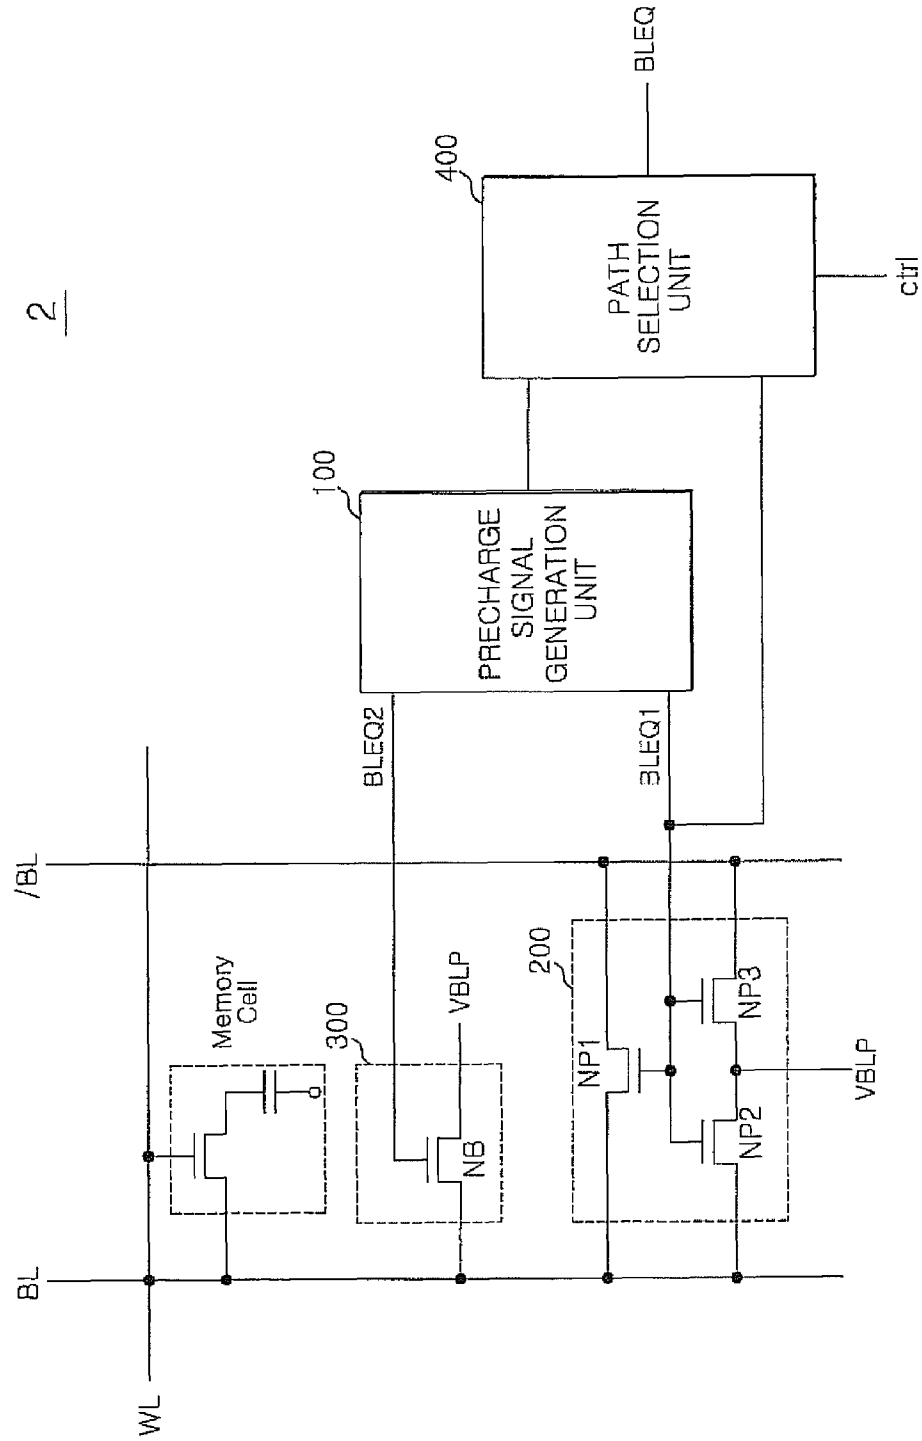 2
BLEQ
400
PATH
SELECTION
UNIT
ctrl
100
PRECHARGE
SIGNAL
GENERATION
UNIT
BLEQ2
BLEQ1
/BL
Memory
Cell
300
VBLP
NB
200
NP1
NP3
NP2
VBLP
BL
WL